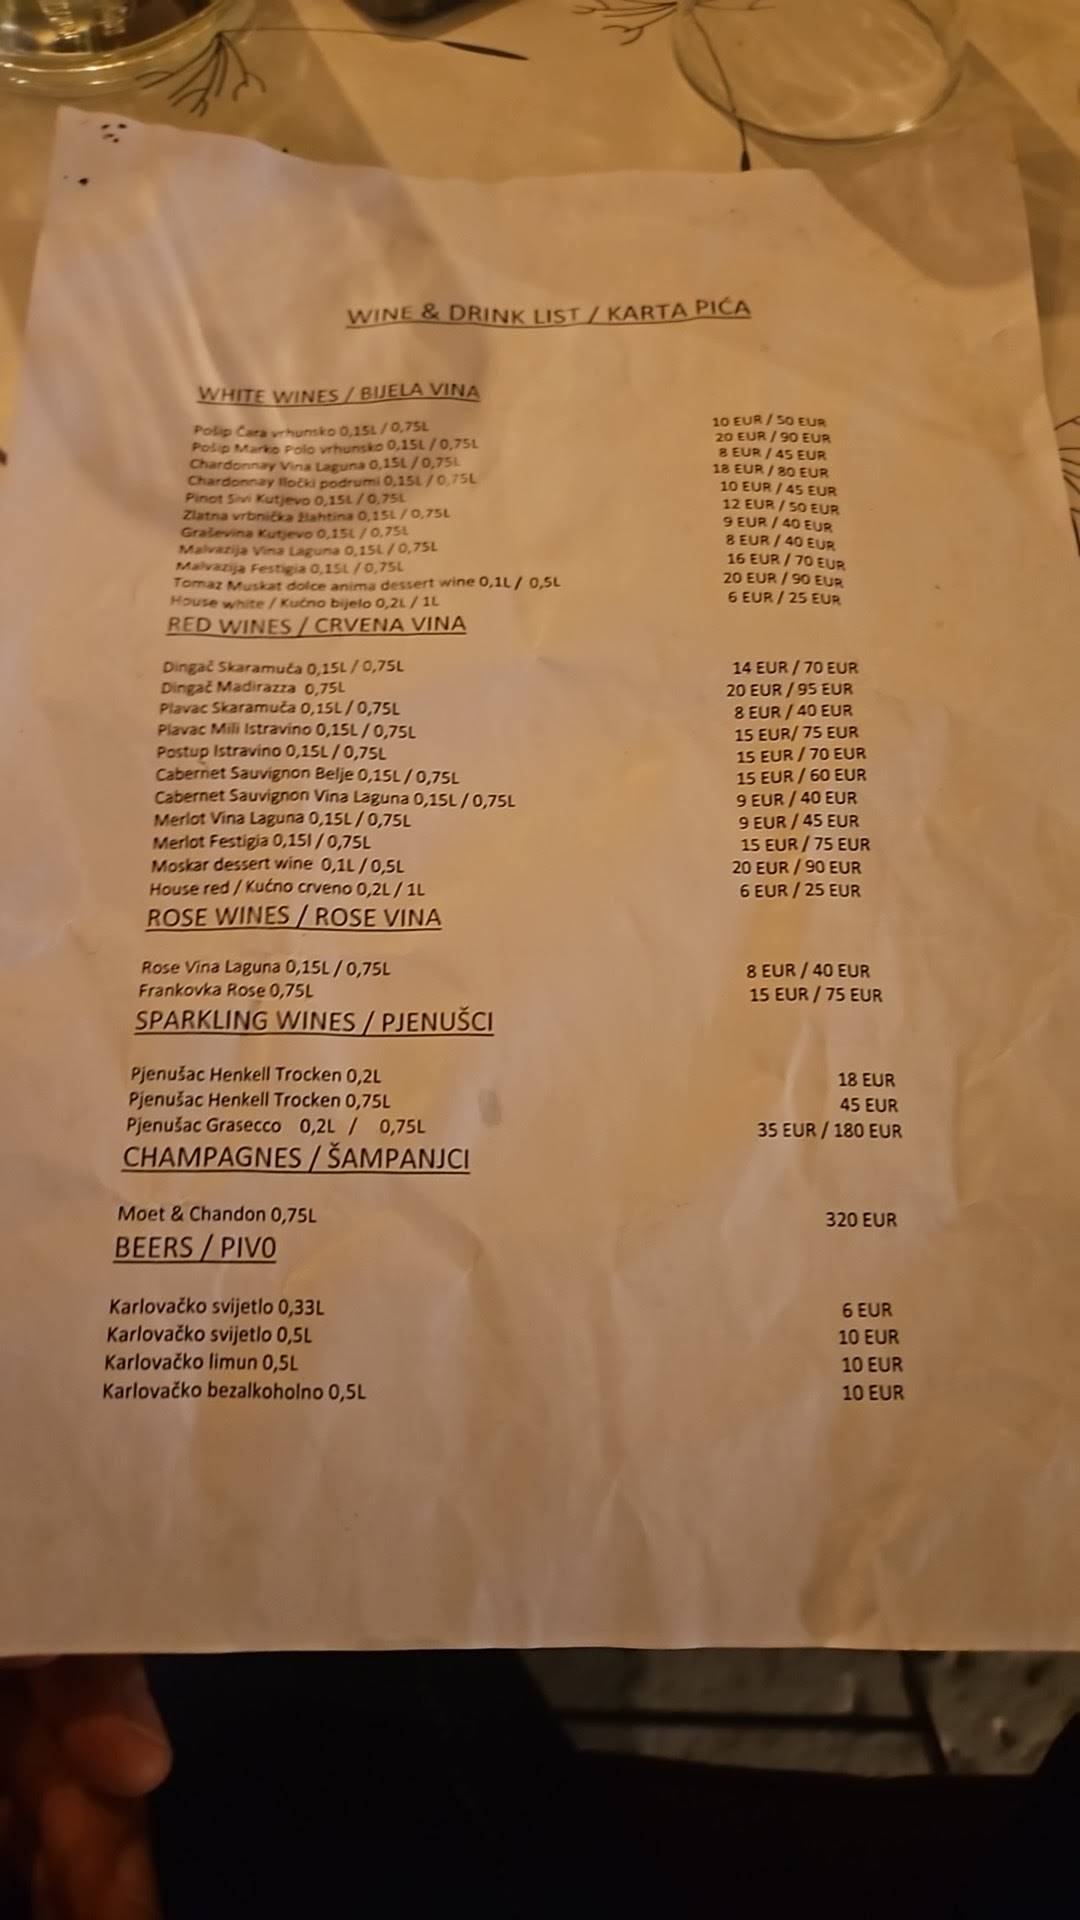 WINE & DRINK LIST / KARTA PIĆA
WHITE WINES / BIJELA VINA
Pošip Čara vrhunsko 0,15L / 0,75L 10 EUR / 50 EUR
Pošip Marko Polo vrhunsko 0,15L / 0,75L 20 EUR / 90 EUR
Chardonnay Vina Laguna 0,15L / 0,75L 8 EUR / 45 EUR
Chardonnay Iločki podrumi 0,15L / 0,75L 18 EUR / 80 EUR
Pinot Sivi Kutjevo 0,15L / 0,75L 10 EUR / 45 EUR
Zlatna vrbnička žlahtina 0,15L / 0,75L 12 EUR / 50 EUR
Graševina Kutjevo 0,15L / 0,75L 9 EUR / 40 EUR
Malvazija Vina Laguna 0,15L / 0,75L 8 EUR / 40 EUR
Malvazija Festigia 0,15L / 0,75L 16 EUR / 70 EUR
Tomaz Muskat dolce anima dessert wine 0,1L / 0,5L 20 EUR / 90 EUR
House white / Kućno bijelo 0,2L / 1L 6 EUR / 25 EUR
RED WINES / CRVENA VINA
Dingač Skaramuča 0,15L / 0,75L 14 EUR / 70 EUR
Dingač Madirazza 0,75L 20 EUR / 95 EUR
Plavac Skaramuča 0,15L / 0,75L 8 EUR / 40 EUR
Plavac Mili Istravino 0,15L / 0,75L 15 EUR/ 75 EUR
Postup Istravino 0,15L / 0,75L 15 EUR / 70 EUR
Cabernet Sauvignon Belje 0,15L / 0,75L 15 EUR / 60 EUR
Cabernet Sauvignon Vina Laguna 0,15L / 0,75L 9 EUR / 40 EUR
Merlot Vina Laguna 0,15L / 0,75L 9 EUR / 45 EUR
Merlot Festigia 0,15l / 0,75L 15 EUR / 75 EUR
Moskar dessert wine 0,1L / 0,5L 20 EUR / 90 EUR
House red / Kućno crveno 0,2L / 1L 6 EUR / 25 EUR
ROSE WINES / ROSE VINA
Rose Vina Laguna 0,15L / 0,75L 8 EUR / 40 EUR
Frankovka Rose 0,75L 15 EUR / 75 EUR
SPARKLING WINES / PJENUŠCI
Pjenušac Henkell Trocken 0,2L 18 EUR
Pjenušac Henkell Trocken 0,75L 45 EUR
Pjenušac Grasecco 0,2L / 0,75L 35 EUR / 180 EUR
CHAMPAGNES / ŠAMPANJCI
Moet & Chandon 0,75L 320 EUR
BEERS / PIVO
Karlovačko svijetlo 0,33L 6 EUR
Karlovačko svijetlo 0,5L 10 EUR
Karlovačko limun 0,5L 10 EUR
Karlovačko bezalkoholno 0,5L 10 EUR